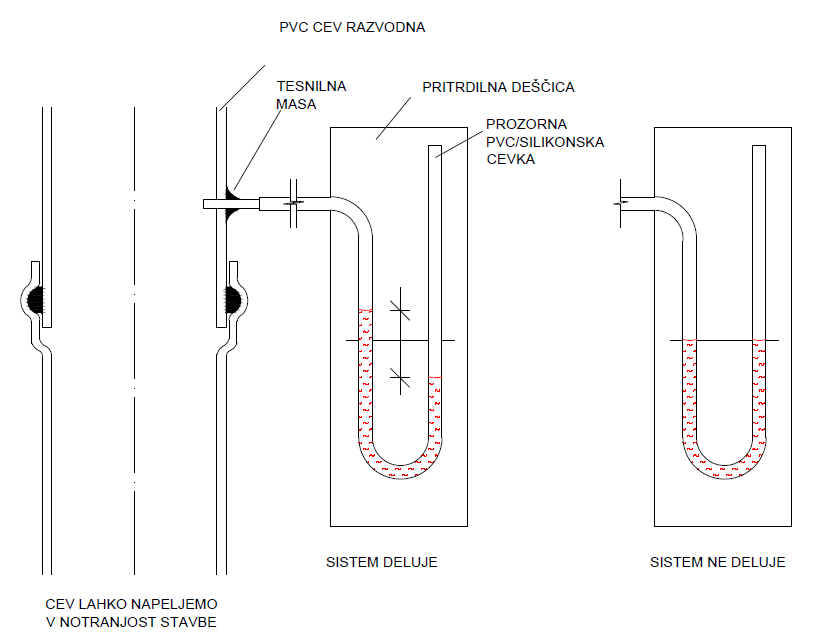 PVC CEV RAZVODNA
TESNILNA
MASA
PRITRDILNA DEŠČICA
PROZORNA
PVC/SILIKONSKA
CEVKA
SISTEM DELUJE
SISTEM NE DELUJE
CEV LAHKO NAPELJEMO
V NOTRANJOST STAVBE